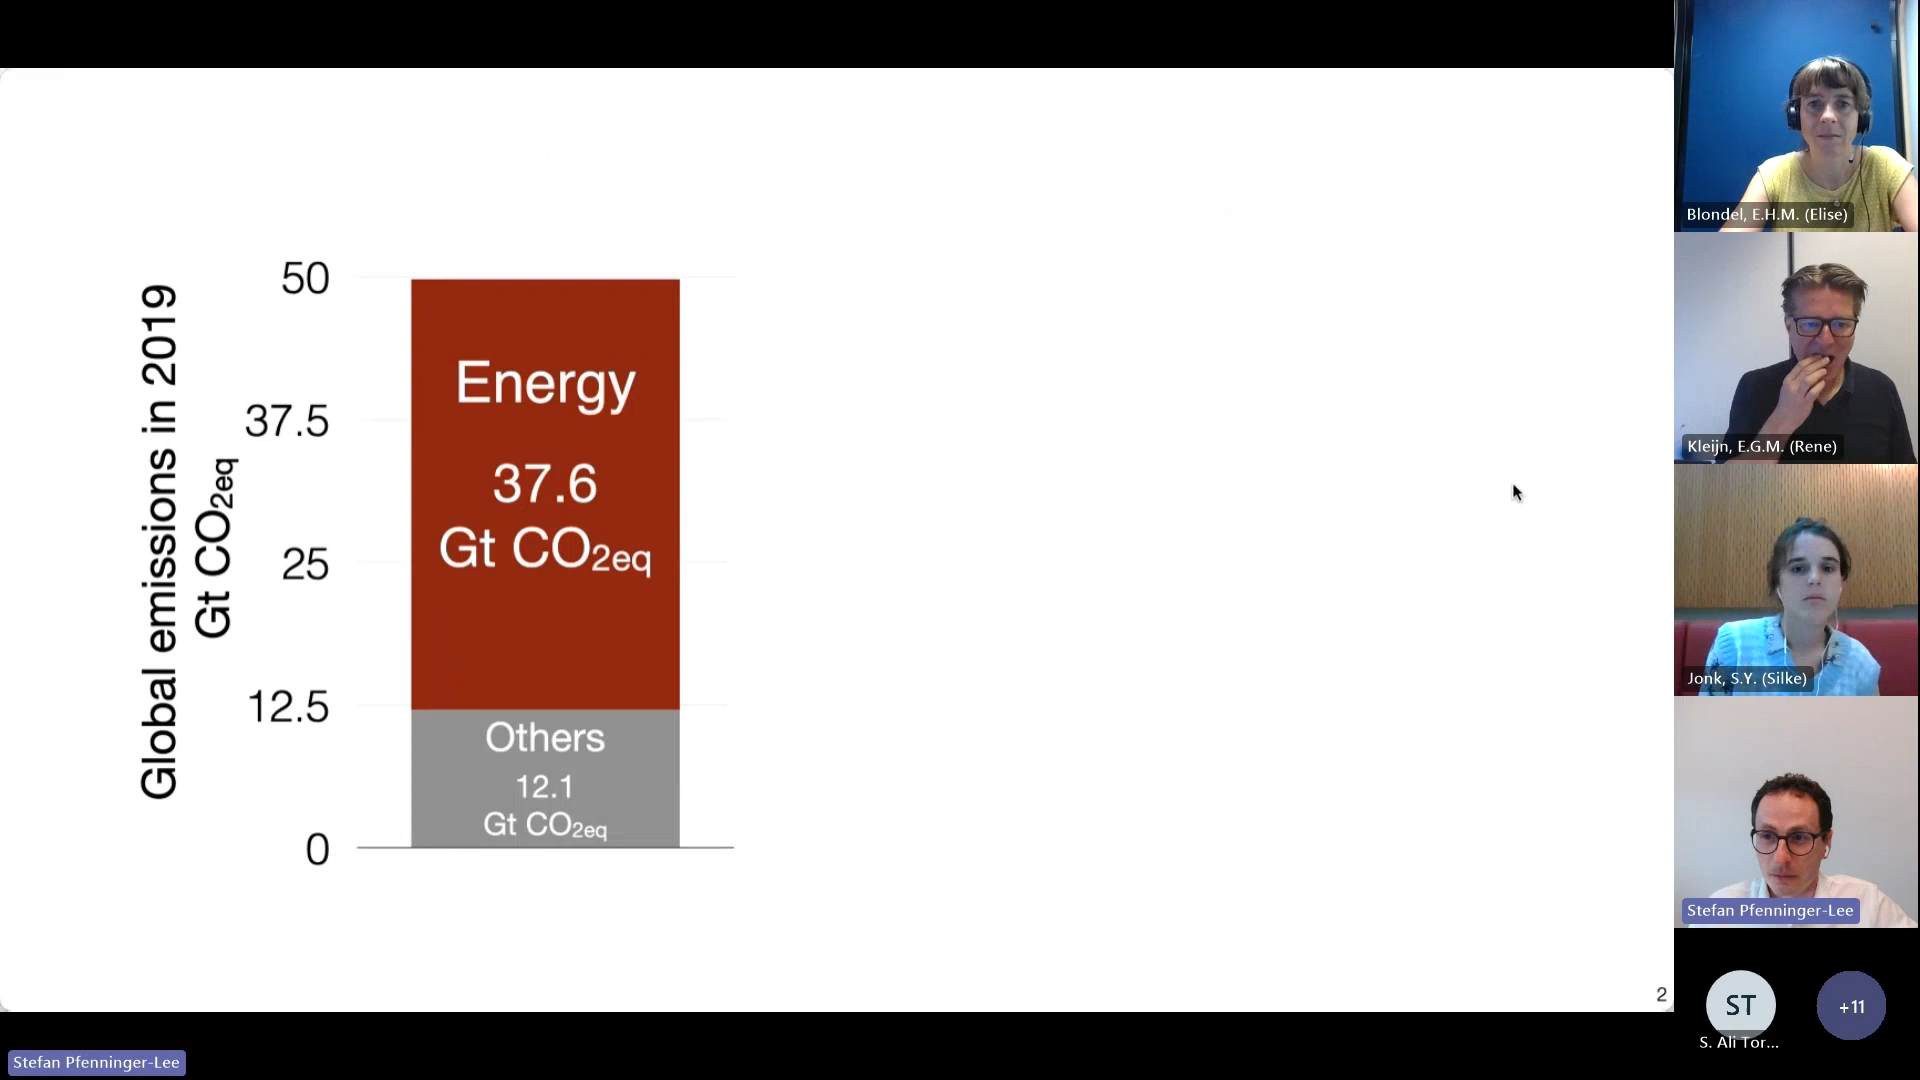 Global emissions in 2019
Gt CO2eq
50
37.5
25
12.5
0
Energy
37.6
Gt CO2eq
Others
12.1
Gt CO2eq
2
Blondel, E.H.M. (Elise)
Kleijn, E.G.M. (Rene)
Jonk, S.Y. (Silke)
Stefan Pfenninger-Lee
ST
+11
S. Ali Tor...
Stefan Pfenninger-Lee